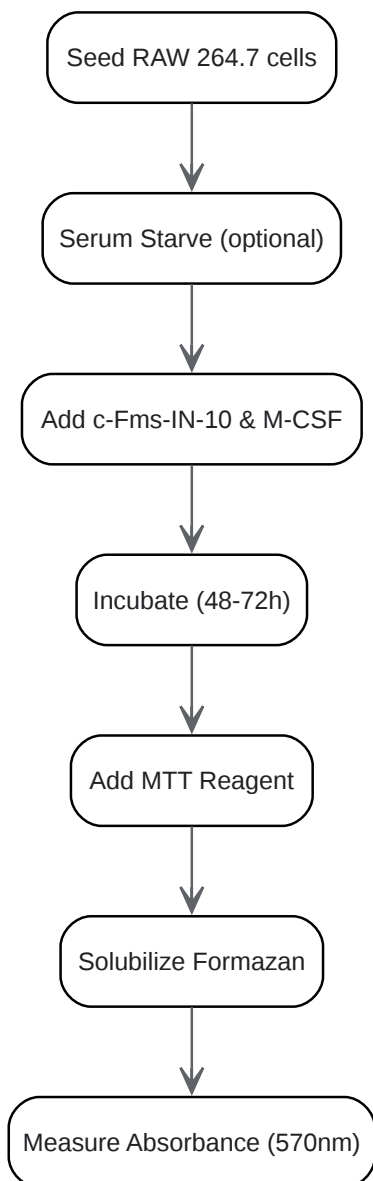 Seed RAW 264.7 cells
Serum Starve (optional)
Add c-Fms-IN-10 & M-CSF
Incubate (48-72h)
Add MTT Reagent
Solubilize Formazan
Measure Absorbance (570nm)